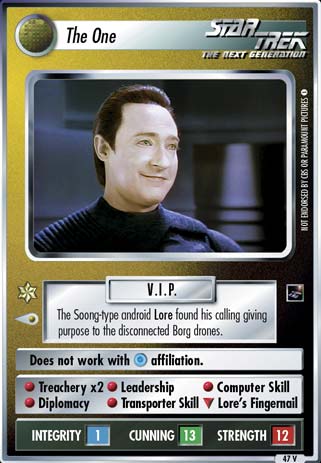 The One
STAR TREK
THE NEXT GENERATION
NOT ENDORSED BY CBS OR PARAMOUNT PICTURES
V.I.P.
The Soong-type android Lore found his calling giving
purpose to the disconnected Borg drones.
Does not work with affiliation.
Treachery x2 Leadership Computer Skill
Diplomacy Transporter Skill Lore's Fingernail
INTEGRITY 1 CUNNING 13 STRENGTH 12
47 V